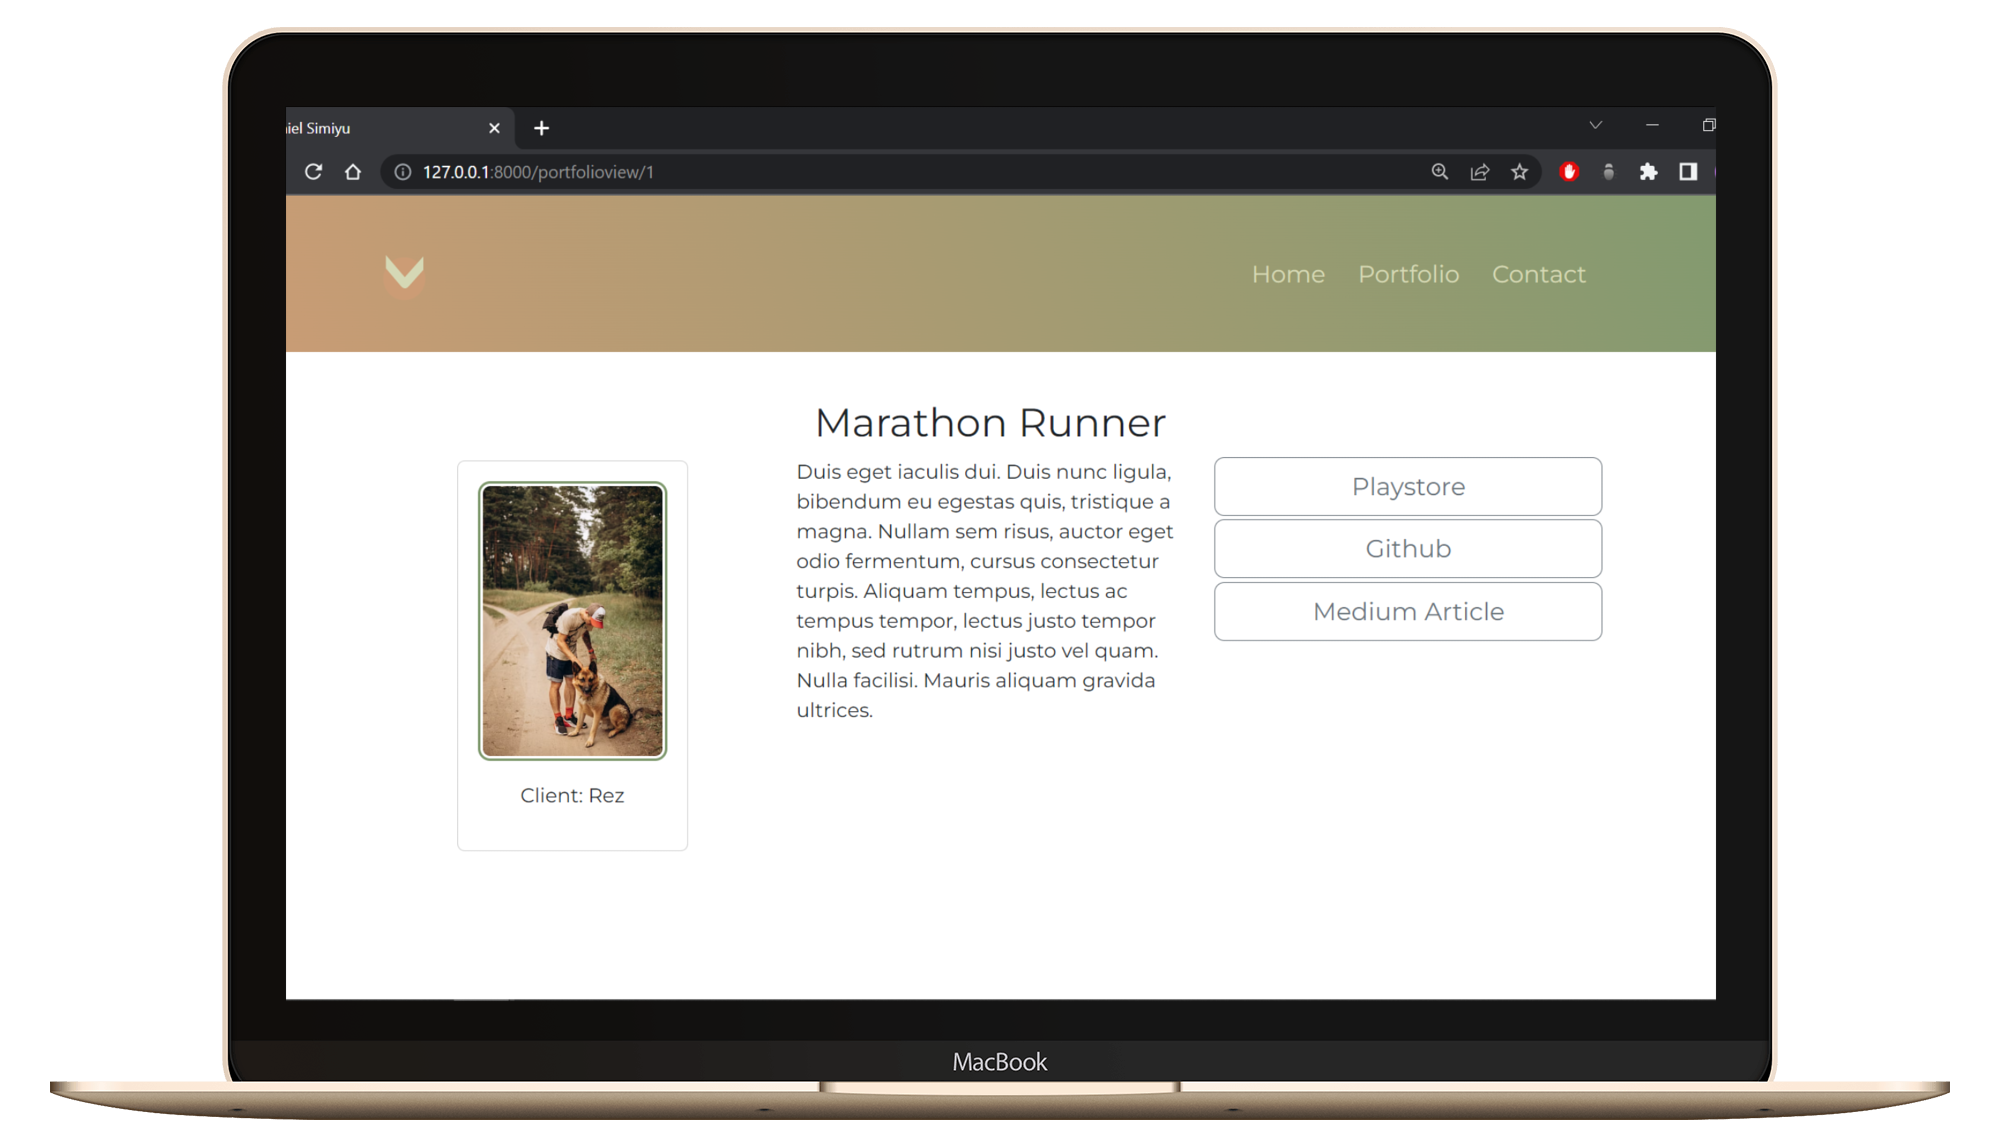 iel Simiyu
127.0.0.1:8000/portfolioview/1
Home Portfolio Contact
Marathon Runner
Duis eget iaculis dui. Duis nunc ligula,
bibendum eu egestas quis, tristique a
magna. Nullam sem risus, auctor eget
odio fermentum, cursus consectetur
turpis. Aliquam tempus, lectus ac
tempus tempor, lectus justo tempor
nibh, sed rutrum nisi justo vel quam.
Nulla facilisi. Mauris aliquam gravida
ultrices.
Client: Rez
Playstore
Github
Medium Article
MacBook